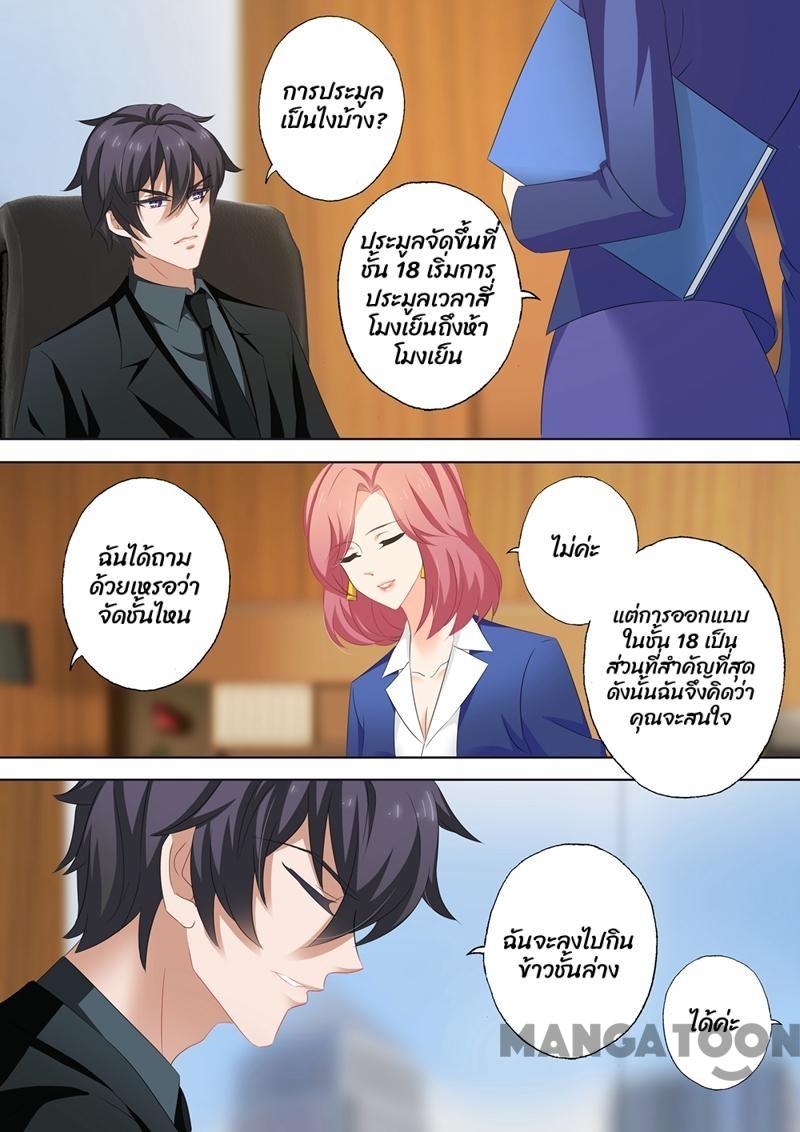 การประมูล
เป็นไงบ้าง?
ประมูลจัดขึ้นที่
ชั้น 18 เริ่มการ
ประมูลเวลาสี่
โมงเย็นถึงห้า
โมงเย็น
ฉันได้ถาม
ด้วยเหรอว่า
จัดชั้นไหน
ไม่ค่ะ
แต่การออกแบบ
ในชั้น 18 เป็น
ส่วนที่สำคัญที่สุด
ดังนั้นฉันจึงคิดว่า
คุณจะสนใจ
ฉันจะลงไปกิน
ข้าวชั้นล่าง
ได้ค่ะ
MANGATOON